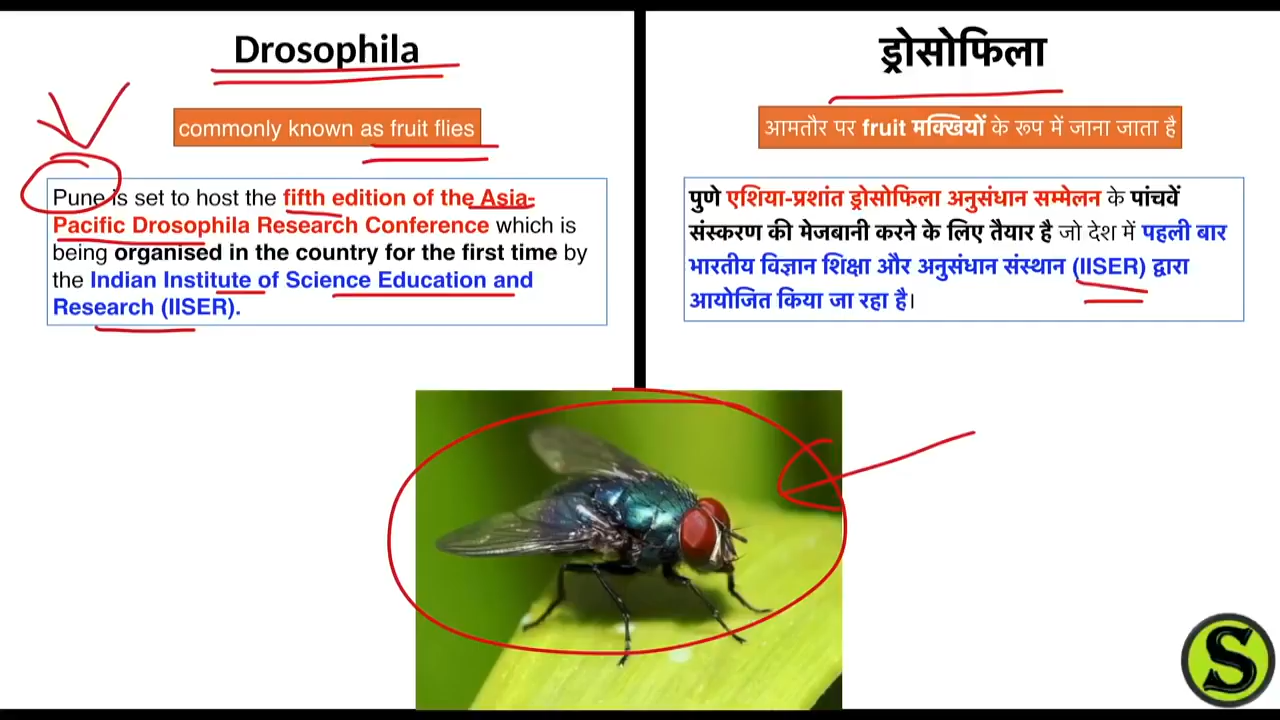 Drosophila
commonly known as fruit flies
Pune is set to host the fifth edition of the Asia-
Pacific Drosophila Research Conference which is
being organised in the country for the first time by
the Indian Institute of Science Education and
Research (IISER).
ड्रोसोफिला
आमतौर पर fruit मक्खियों के रूप में जाना जाता है
पुणे एशिया-प्रशांत ड्रोसोफिला अनुसंधान सम्मेलन के पांचवें
संस्करण की मेजबानी करने के लिए तैयार है जो देश में पहली बार
भारतीय विज्ञान शिक्षा और अनुसंधान संस्थान (IISER) द्वारा
आयोजित किया जा रहा है।
S